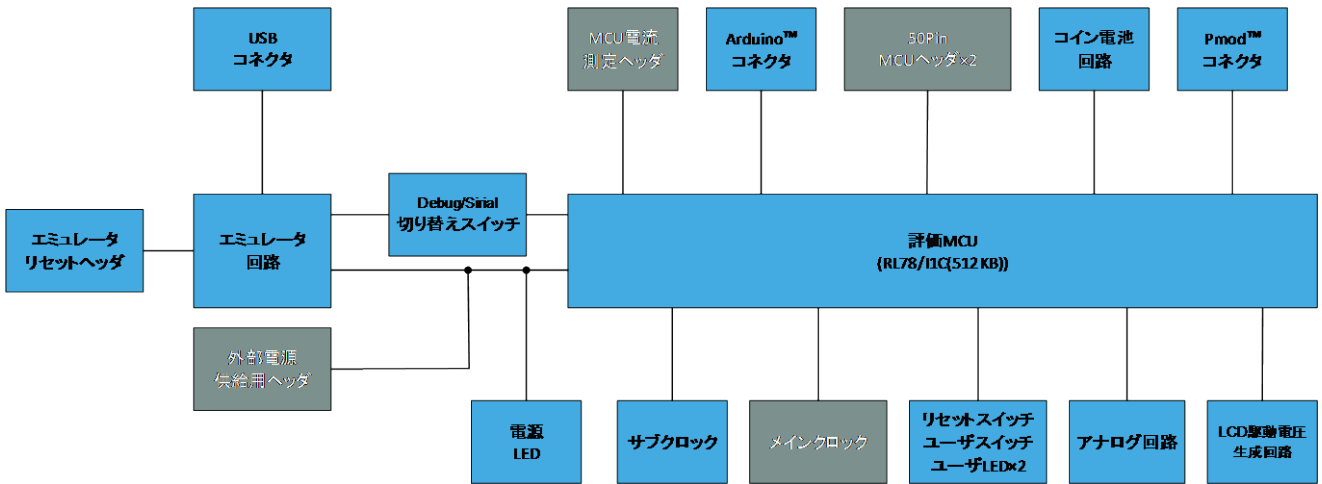 USB
コネクタ
MCU電流
測定ヘッダ
Arduino™
コネクタ
50Pin
MCUヘッダ×2
コイン電池
回路
Pmod™
コネクタ
エミュレータ
リセットヘッダ
エミュレータ
回路
Debug/Sirial
切り替えスイッチ
評価MCU
(RL78/I1C(512 KB))
外部電源
供給用ヘッダ
電源
LED
サブクロック
メインクロック
リセットスイッチ
ユーザスイッチ
ユーザLED×2
アナログ回路
LCD駆動電圧
生成回路